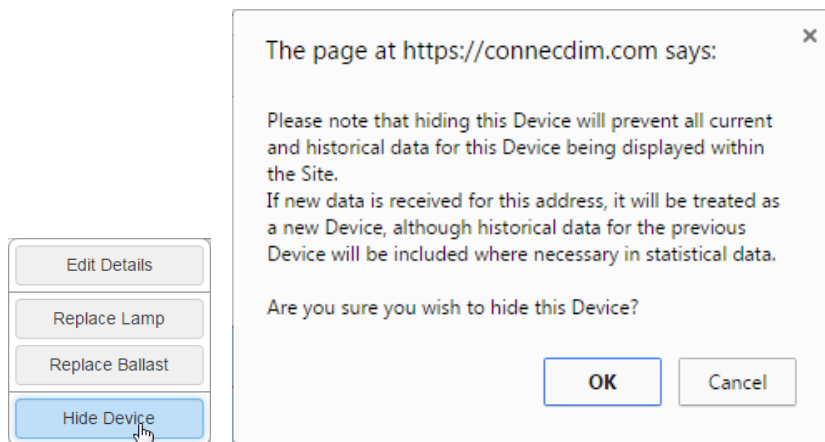 Edit Details
Replace Lamp
Replace Ballast
Hide Device
The page at https://connecdim.com says:
Please note that hiding this Device will prevent all current
and historical data for this Device being displayed within
the Site.
If new data is received for this address, it will be treated as
a new Device, although historical data for the previous
Device will be included where necessary in statistical data.
Are you sure you wish to hide this Device?
OK
Cancel